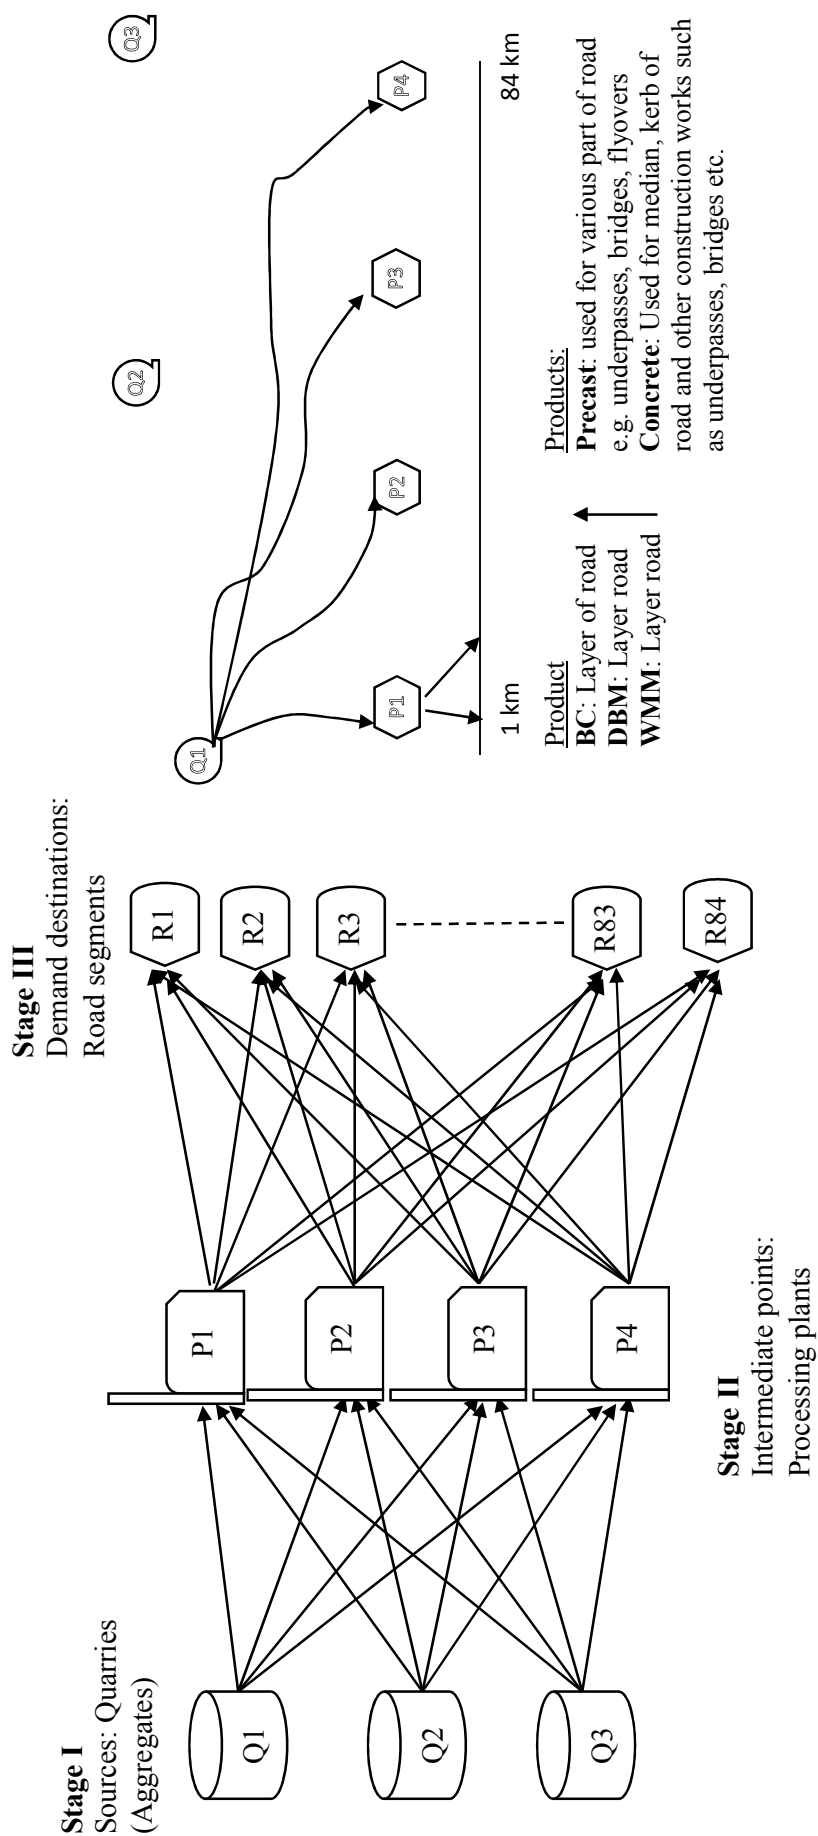 Stage I
Sources: Quarries
(Aggregates)
Q1
Q2
Q3
Stage II
Intermediate points:
Processing plants
P1
P2
P3
P4
Stage III
Demand destinations:
Road segments
R1
R2
R3
R83
R84
Q1
Q2
Q3
P1
P2
P3
P4
1 km
84 km
Product
BC: Layer of road
DBM: Layer road
WMM: Layer road
Products:
Precast: used for various part of road
e.g. underpasses, bridges, flyovers
Concrete: Used for median, kerb of
road and other construction works such
as underpasses, bridges etc.